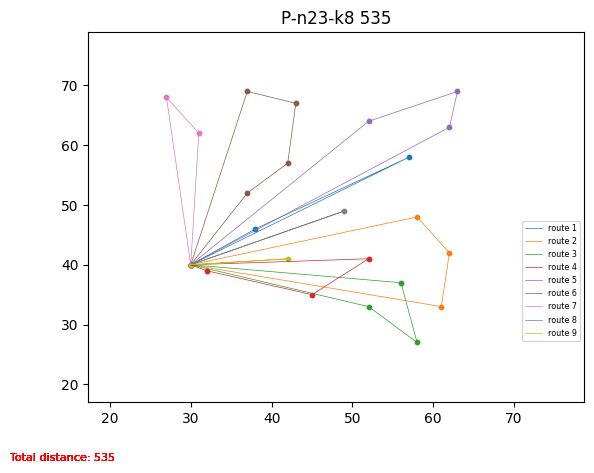 P-n23-k8 535
70
60
50
40
30
20
20 30 40 50 60 70
route 1
route 2
route 3
route 4
route 5
route 6
route 7
route 8
route 9
Total distance: 535